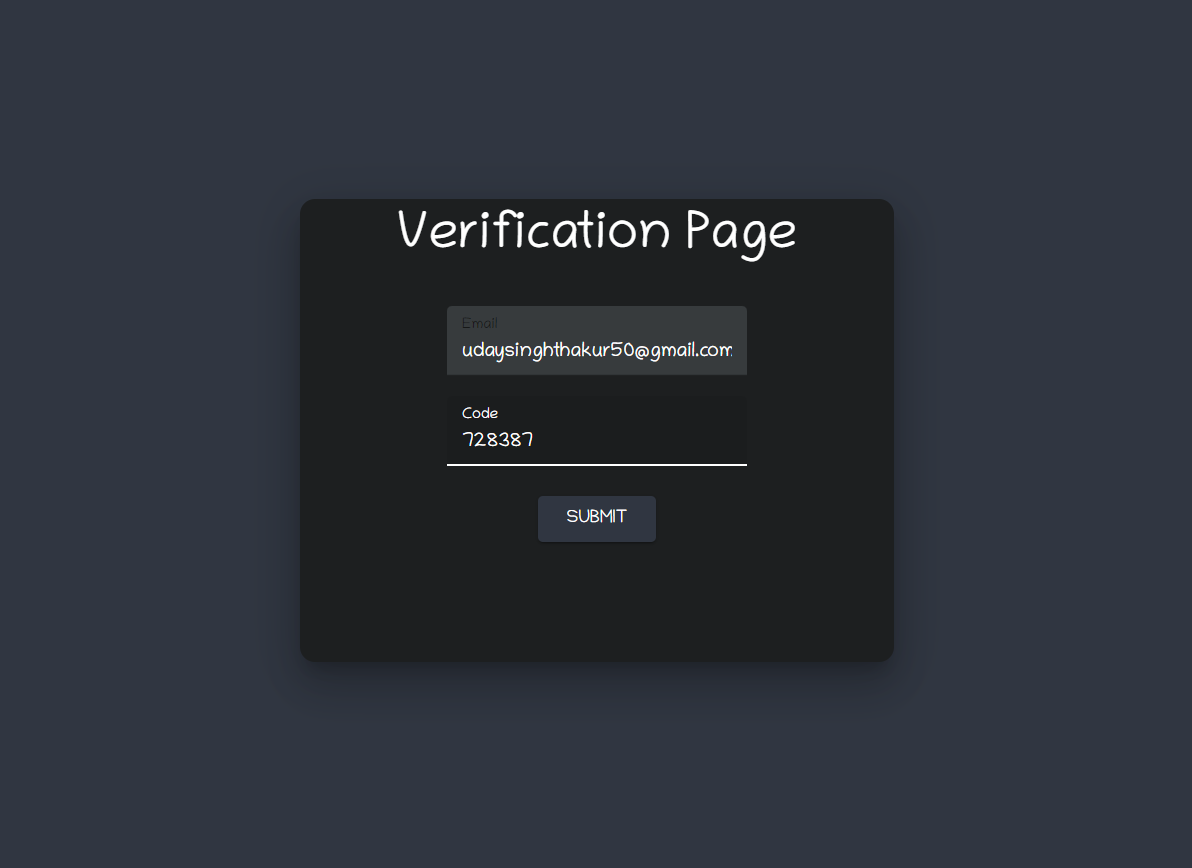 Verification Page
Email
udaysinghthakur50@gmail.com
Code
728387
SUBMIT